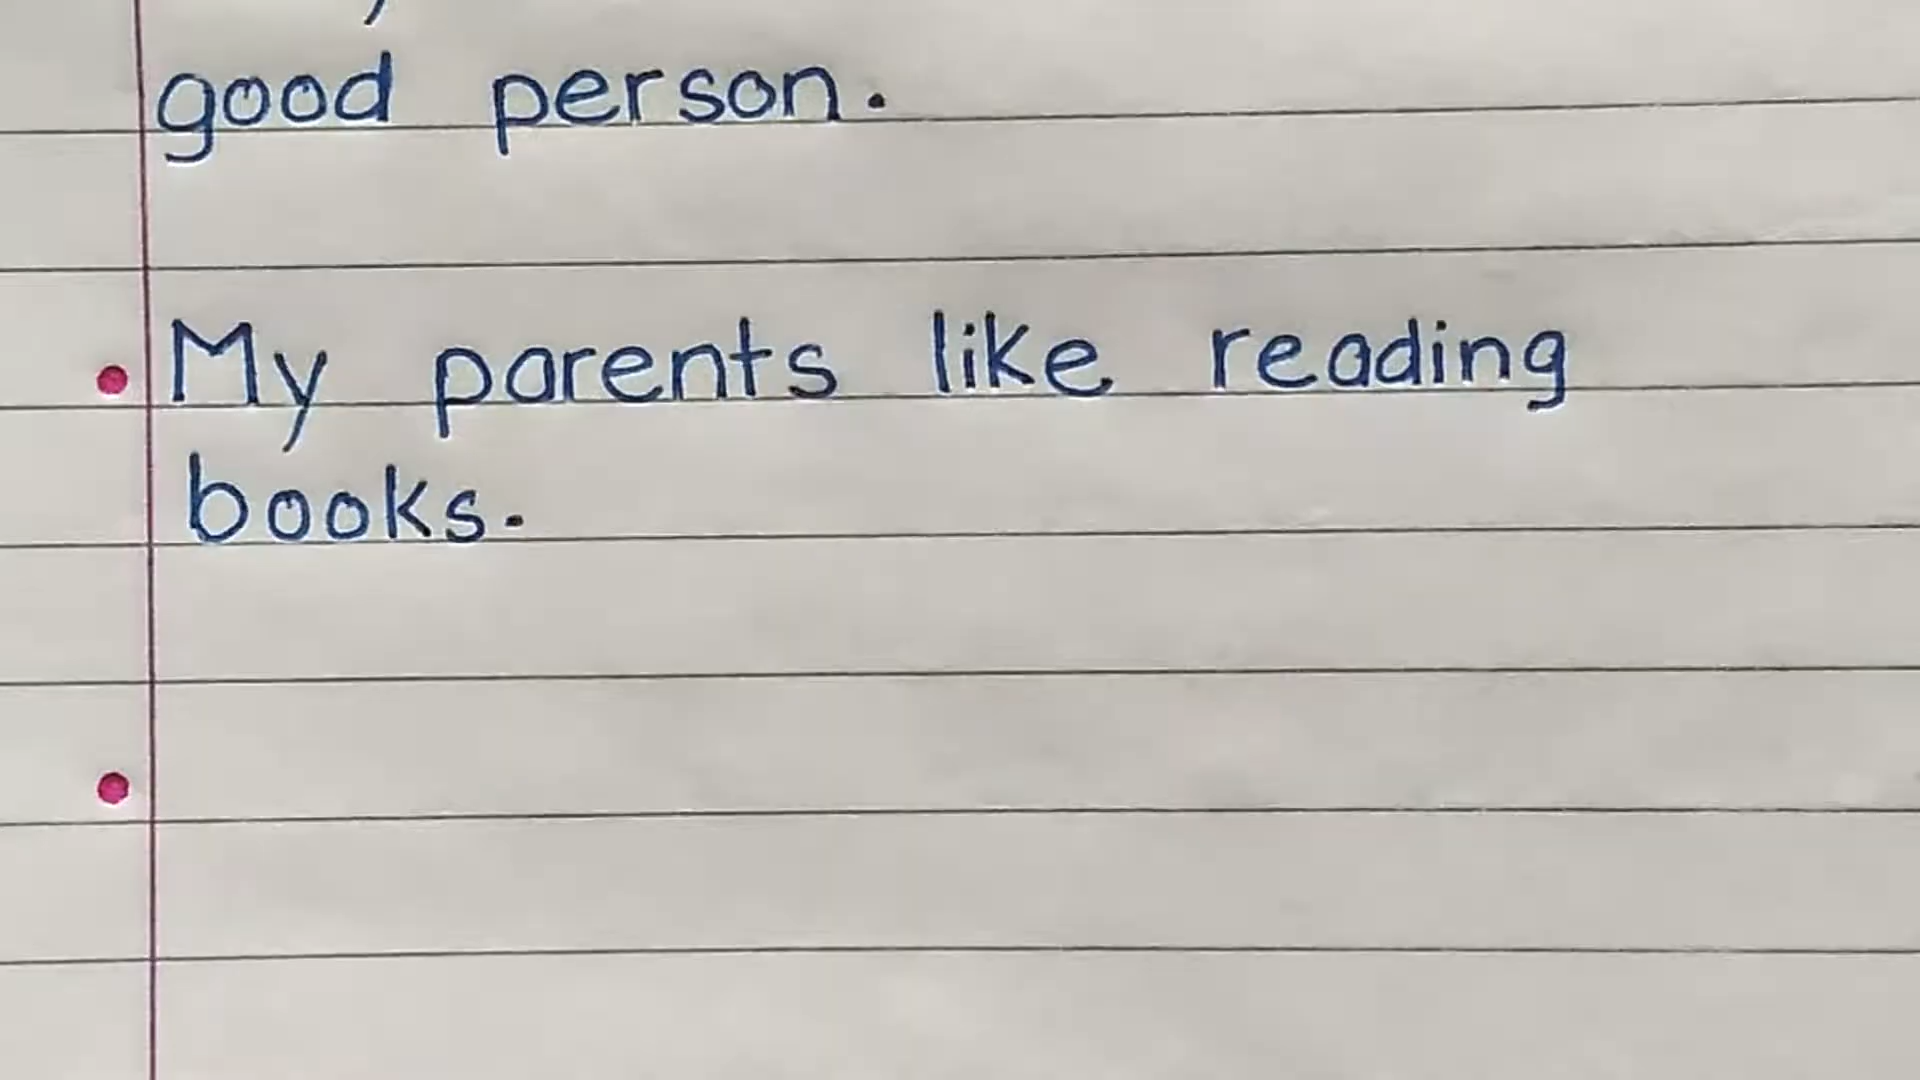 good person.
• My parents like reading
books.
•